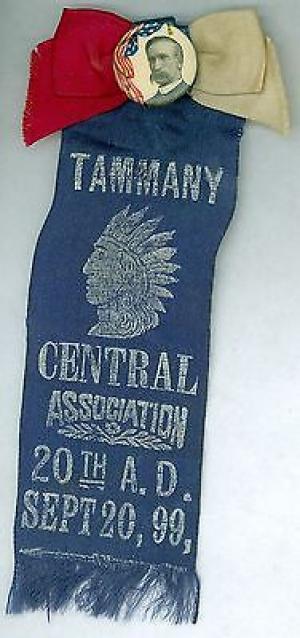 TAMMANY
CENTRAL
ASSOCIATION
20TH A. D.
SEPT 20, 99,